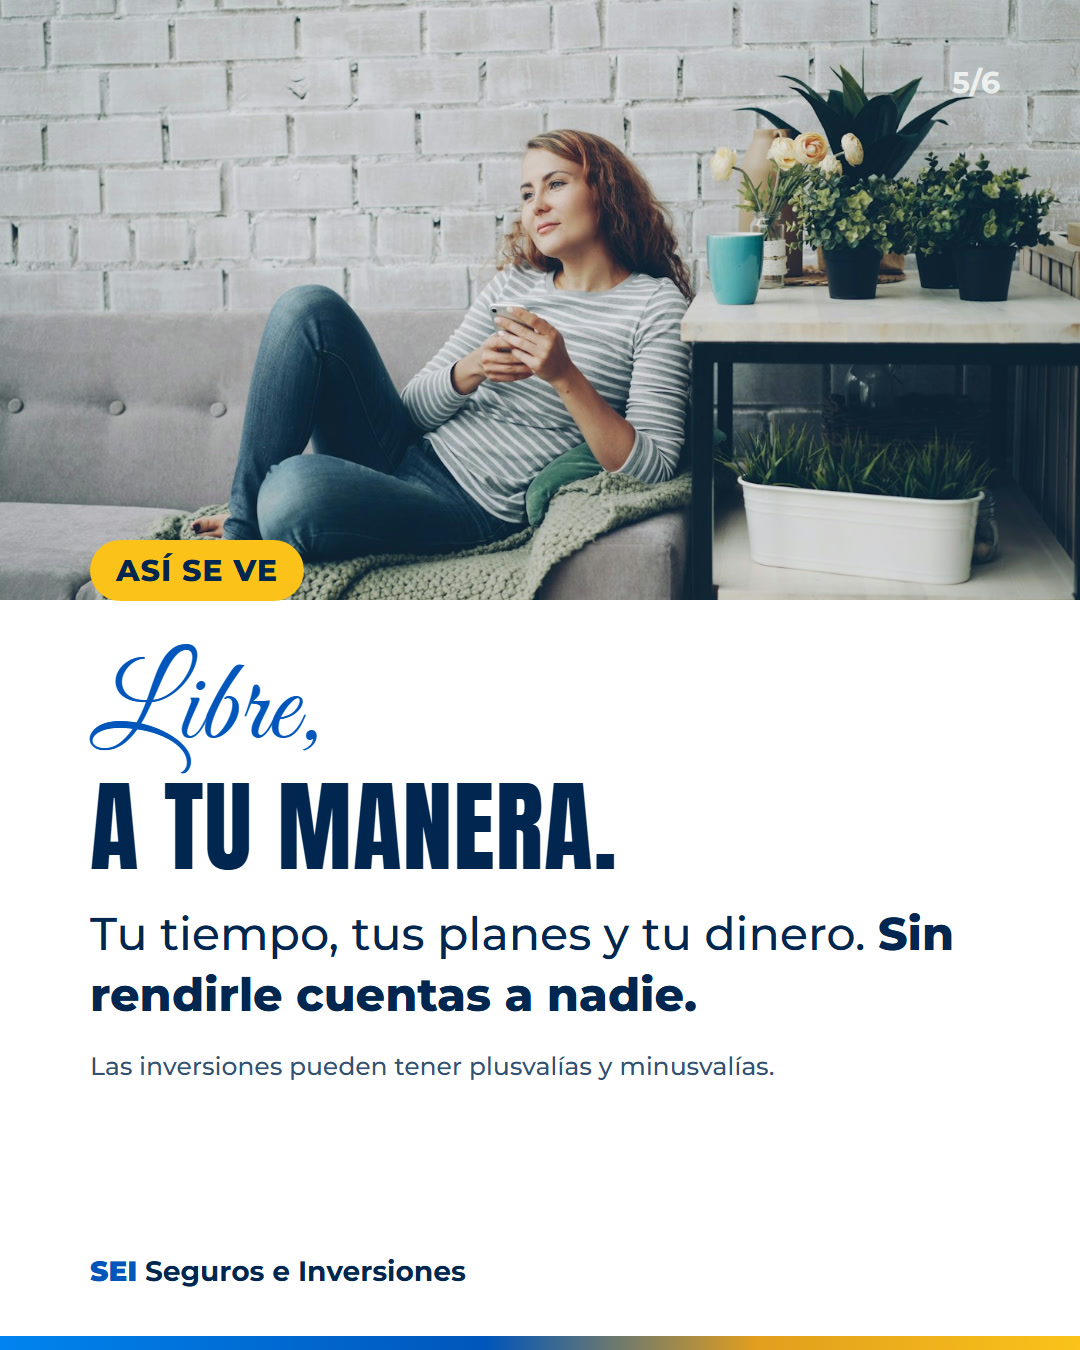 5/6
ASÍ SE VE
Libre,
A TU MANERA.
Tu tiempo, tus planes y tu dinero. Sin
rendirle cuentas a nadie.
Las inversiones pueden tener plusvalías y minusvalías.
SEI Seguros e Inversiones